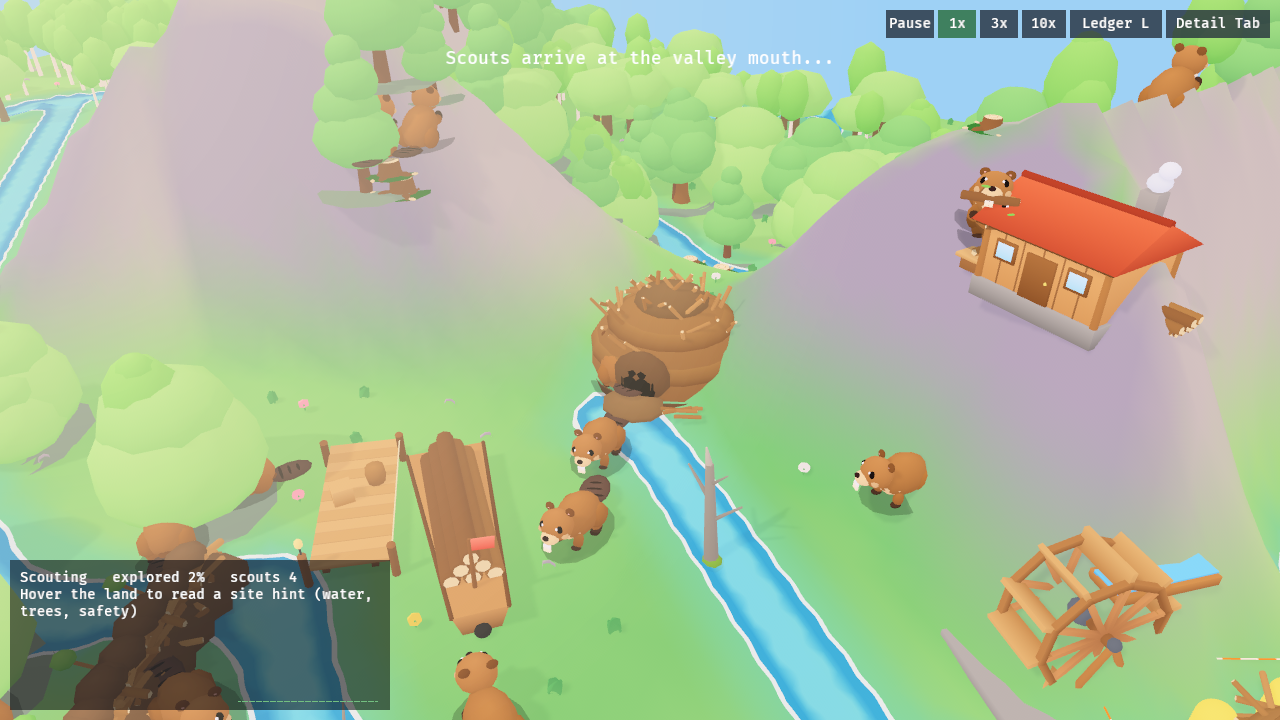 Pause 1x 3x 10x Ledger L Detail Tab
Scouts arrive at the valley mouth...
Scouting explored 2% scouts 4
Hover the land to read a site hint (water,
trees, safety)